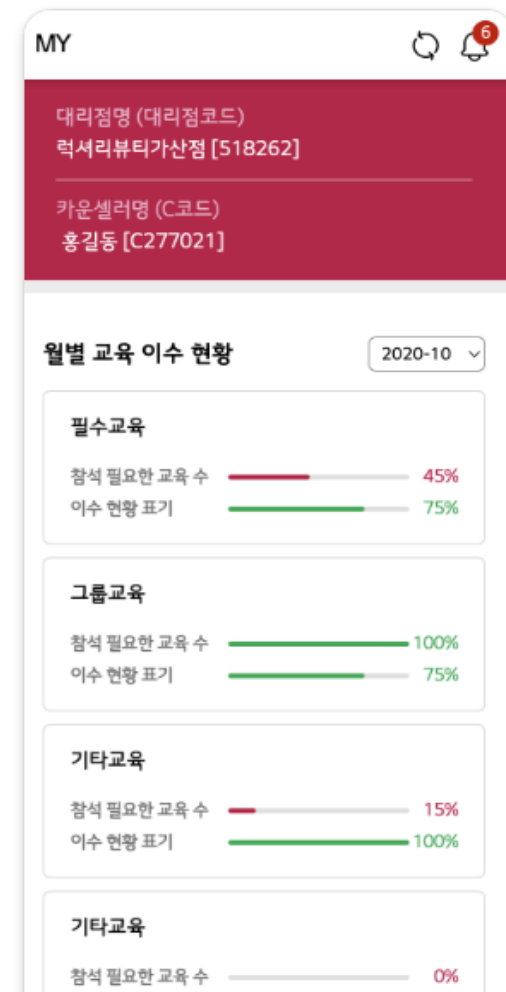 MY
6
대리점명 (대리점코드)
럭셔리뷰티가산점 [518262]
카운셀러명 (C코드)
홍길동 [C277021]
월별 교육 이수 현황
2020-10
필수교육
참석 필요한 교육 수 45%
이수 현황 표기 75%
그룹교육
참석 필요한 교육 수 100%
이수 현황 표기 75%
기타교육
참석 필요한 교육 수 15%
이수 현황 표기 100%
기타교육
참석 필요한 교육 수 0%